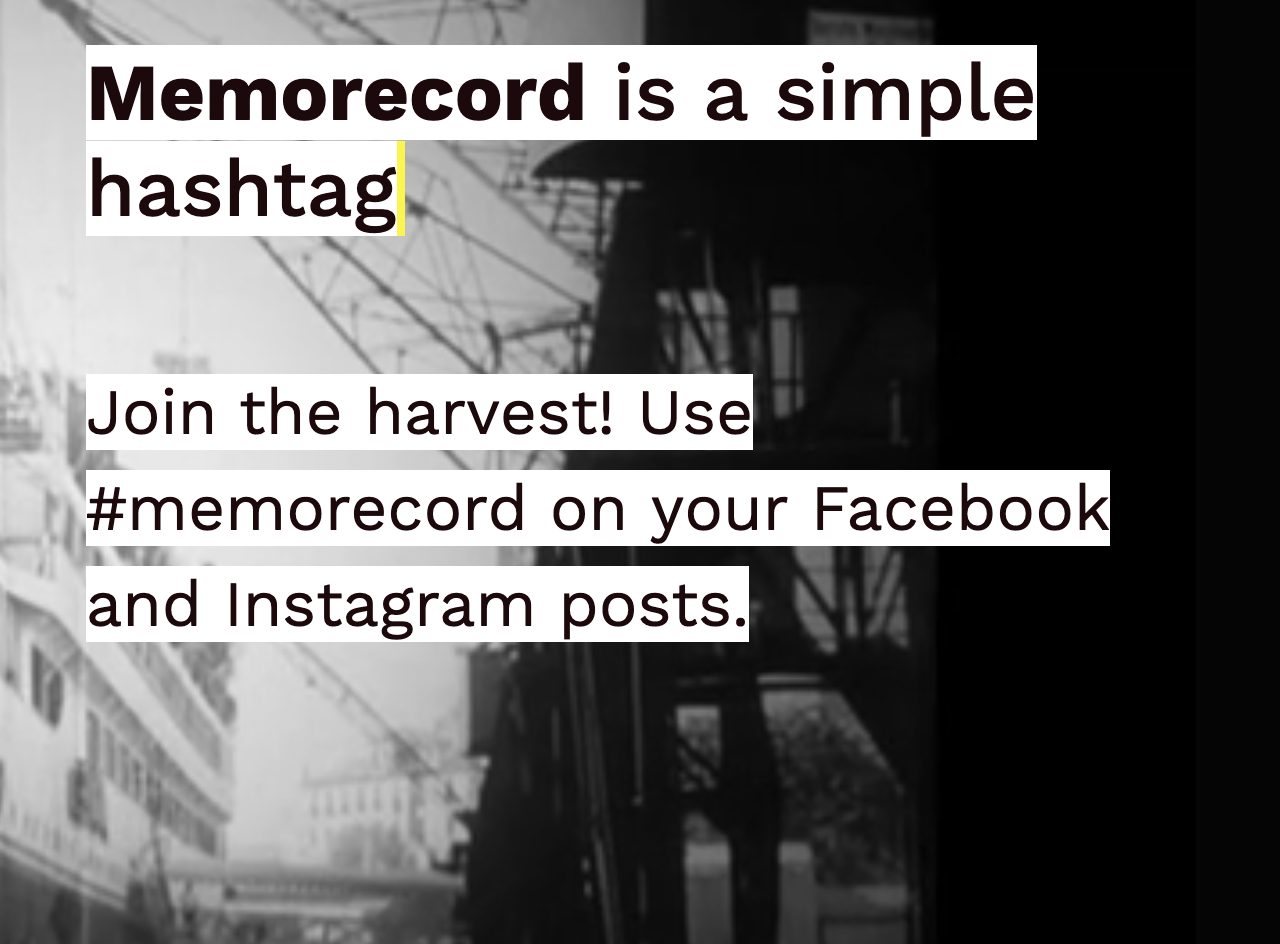 Memorecord is a simple
hashtag
Join the harvest! Use
#memorecord on your Facebook
and Instagram posts.